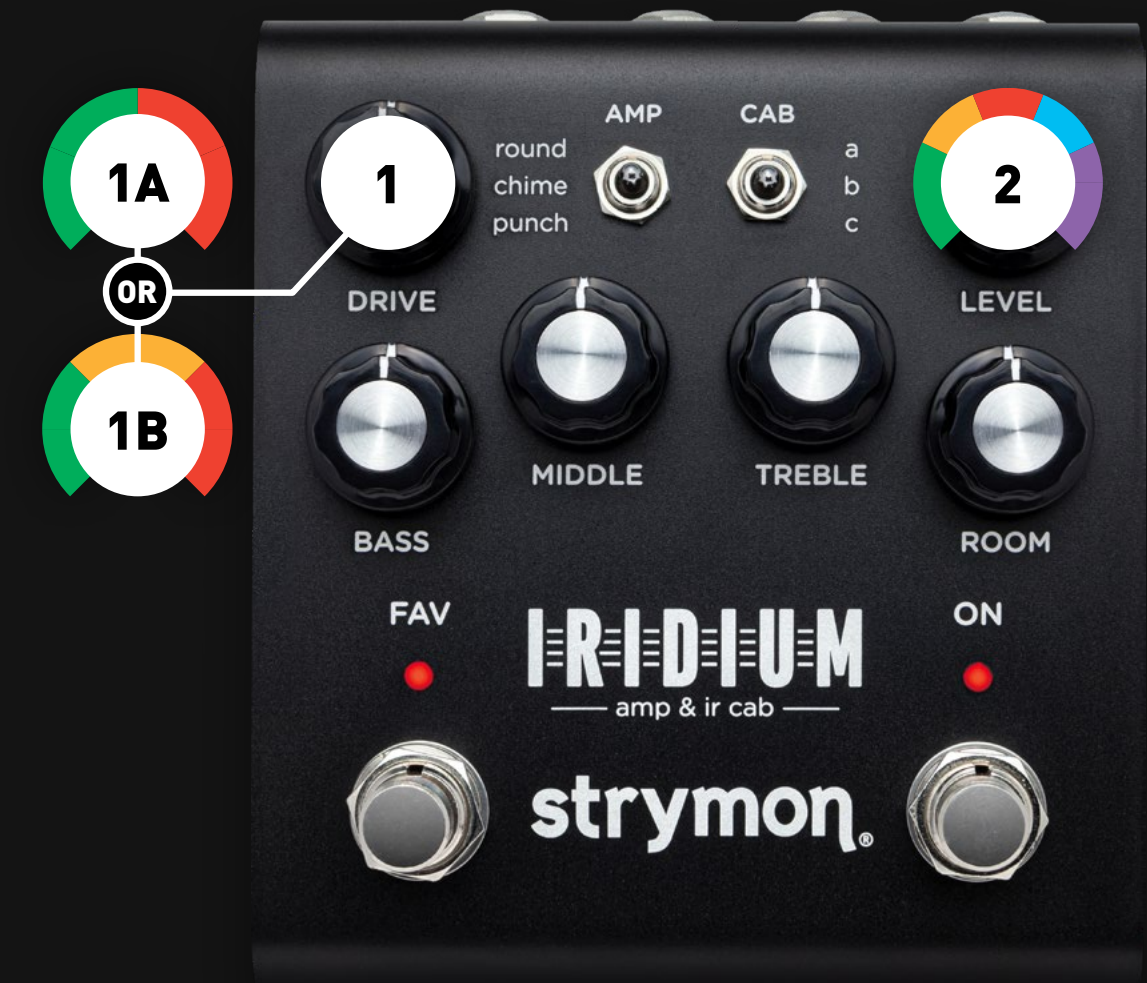 AMP
CAB
1A
1
round
chime
punch
a
b
c
2
OR
DRIVE
LEVEL
1B
MIDDLE
TREBLE
BASS
ROOM
FAV
ON
IRIDIUM
amp & ir cab
strymon®